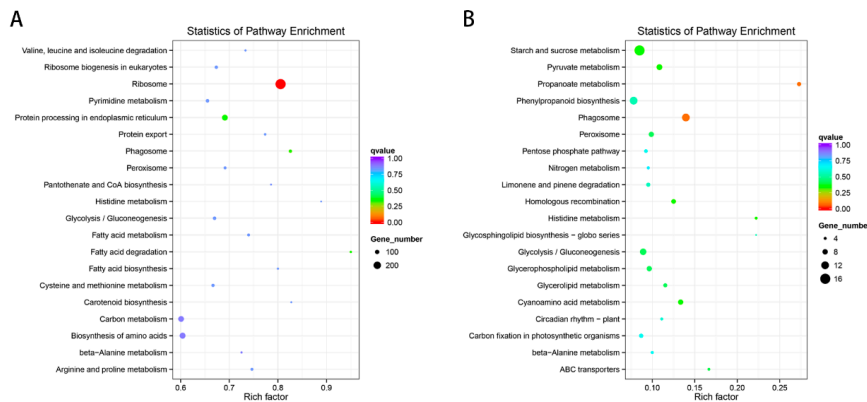 A
Statistics of Pathway Enrichment
Valine, leucine and isoleucine degradation
Ribosome biogenesis in eukaryotes
Ribosome
Pyrimidine metabolism
Protein processing in endoplasmic reticulum
Protein export
Phagosome
Peroxisome
Pantothenate and CoA biosynthesis
Histidine metabolism
Glycolysis / Gluconeogenesis
Fatty acid metabolism
Fatty acid degradation
Fatty acid biosynthesis
Cysteine and methionine metabolism
Carotenoid biosynthesis
Carbon metabolism
Biosynthesis of amino acids
beta−Alanine metabolism
Arginine and proline metabolism
0.6 0.7 0.8 0.9
Rich factor
qvalue
1.00
0.75
0.50
0.25
0.00
Gene_number
100
200
B
Statistics of Pathway Enrichment
Starch and sucrose metabolism
Pyruvate metabolism
Propanoate metabolism
Phenylpropanoid biosynthesis
Phagosome
Peroxisome
Pentose phosphate pathway
Nitrogen metabolism
Limonene and pinene degradation
Homologous recombination
Histidine metabolism
Glycosphingolipid biosynthesis − globo series
Glycolysis / Gluconeogenesis
Glycerophospholipid metabolism
Glycerolipid metabolism
Cyanoamino acid metabolism
Circadian rhythm − plant
Carbon fixation in photosynthetic organisms
beta−Alanine metabolism
ABC transporters
0.10 0.15 0.20 0.25
Rich factor
qvalue
1.00
0.75
0.50
0.25
0.00
Gene_number
4
8
12
16